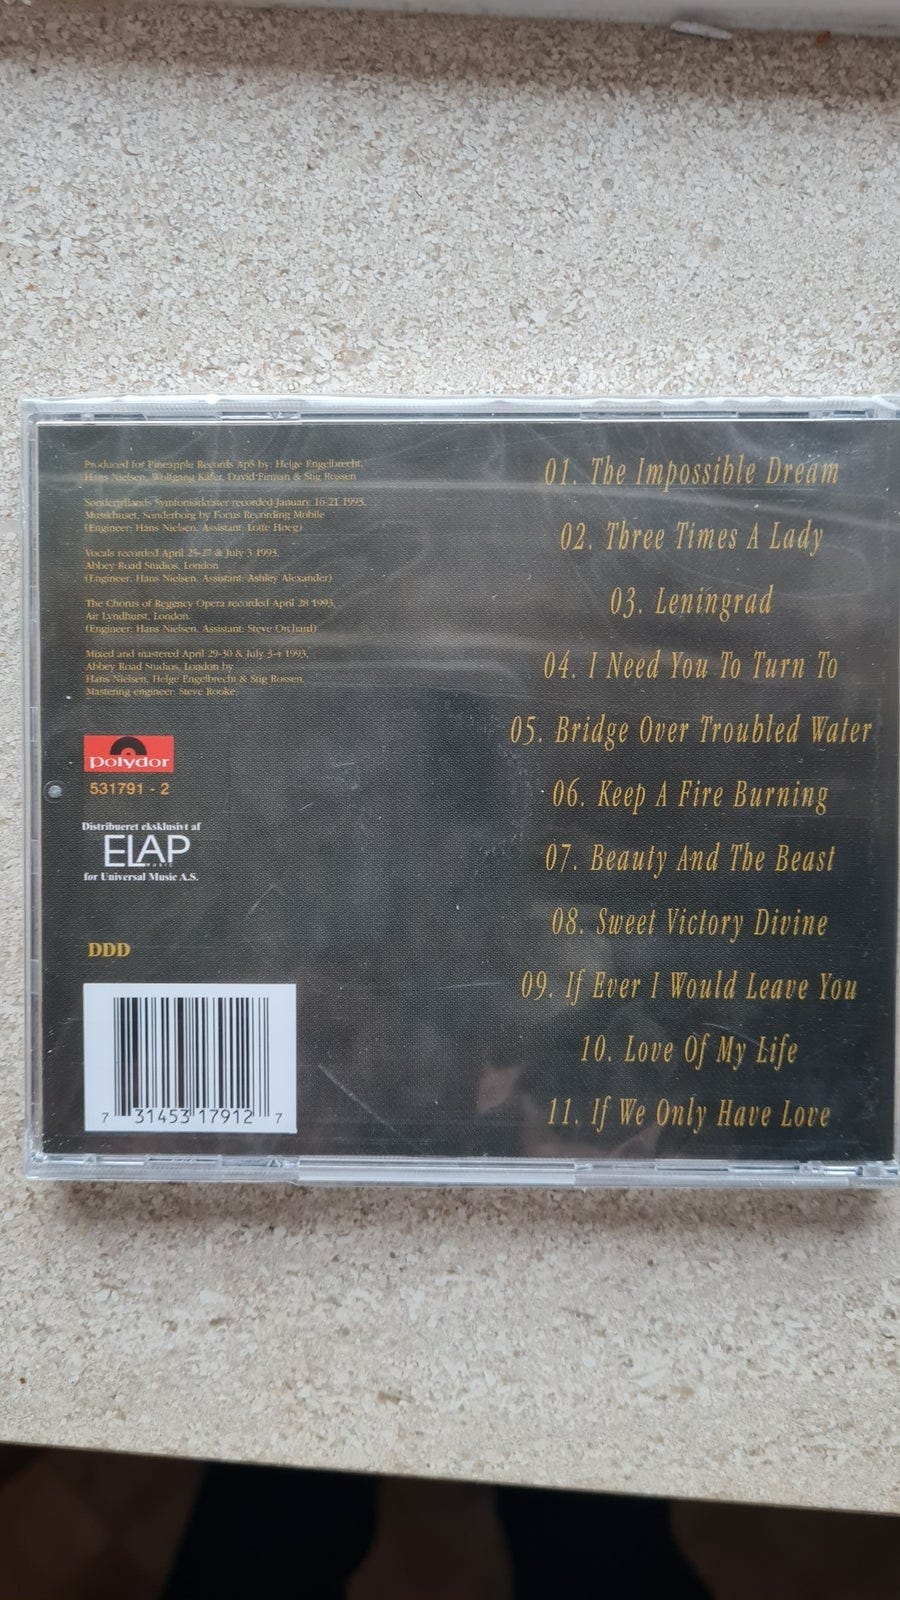 Produced for Pineapple Records ApS by: Helge Engelbrecht,
Hans Nielsen, Wolfgang Käfer, David Firman & Stig Rossen
Sønderjyllands Symfoniorkester recorded January 16-21 1993,
Musikhuset, Sønderborg by Focus Recording Mobile
(Engineer: Hans Nielsen, Assistant: Lotte Høeg)
Vocals recorded April 25-27 & July 3 1993,
Abbey Road Studios, London
(Engineer: Hans Nielsen, Assistant: Ashley Alexander)
The Chorus of Regency Opera recorded April 28 1993,
Air Lyndhurst, London.
(Engineer: Hans Nielsen, Assistant: Steve Orchard)
Mixed and mastered April 29-30 & July 3-4 1993,
Abbey Road Studios, London by
Hans Nielsen, Helge Engelbrecht & Stig Rossen.
Mastering engineer: Steve Rooke.
polydor
531791 - 2
Distribueret eksklusivt af
ELAP
MUSIC
for Universal Music A.S.
DDD
7 31453 17912 7
01. The Impossible Dream
02. Three Times A Lady
03. Leningrad
04. I Need You To Turn To
05. Bridge Over Troubled Water
06. Keep A Fire Burning
07. Beauty And The Beast
08. Sweet Victory Divine
09. If Ever I Would Leave You
10. Love Of My Life
11. If We Only Have Love